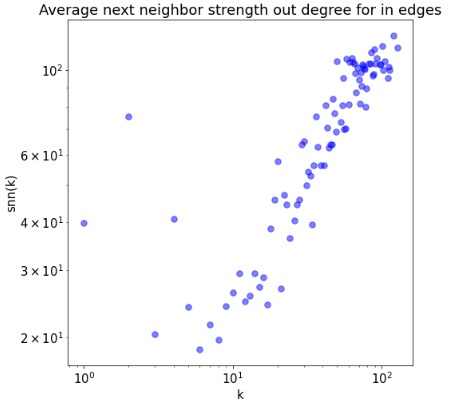 Average next neighbor strength out degree for in edges
snn(k)
10²
6 × 10¹
4 × 10¹
3 × 10¹
2 × 10¹
10⁰
10¹
10²
k